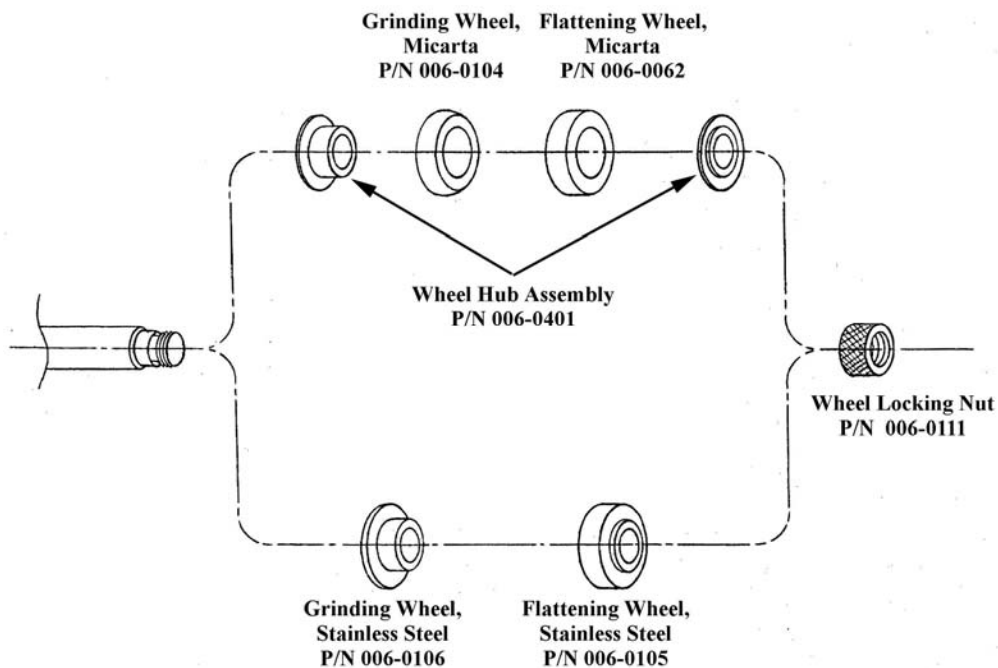 Grinding Wheel,
Micarta
P/N 006-0104
Flattening Wheel,
Micarta
P/N 006-0062
Wheel Hub Assembly
P/N 006-0401
Wheel Locking Nut
P/N 006-0111
Grinding Wheel,
Stainless Steel
P/N 006-0106
Flattening Wheel,
Stainless Steel
P/N 006-0105